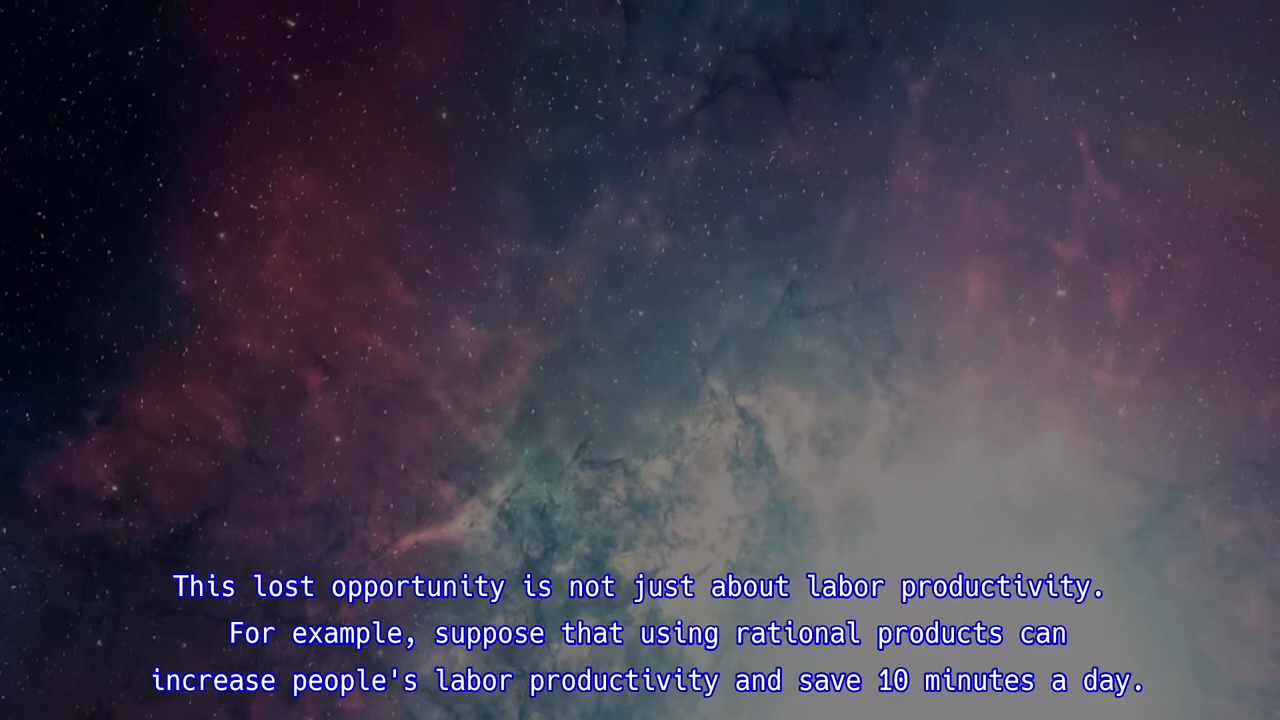 This lost opportunity is not just about labor productivity.
For example, suppose that using rational products can
increase people's labor productivity and save 10 minutes a day.